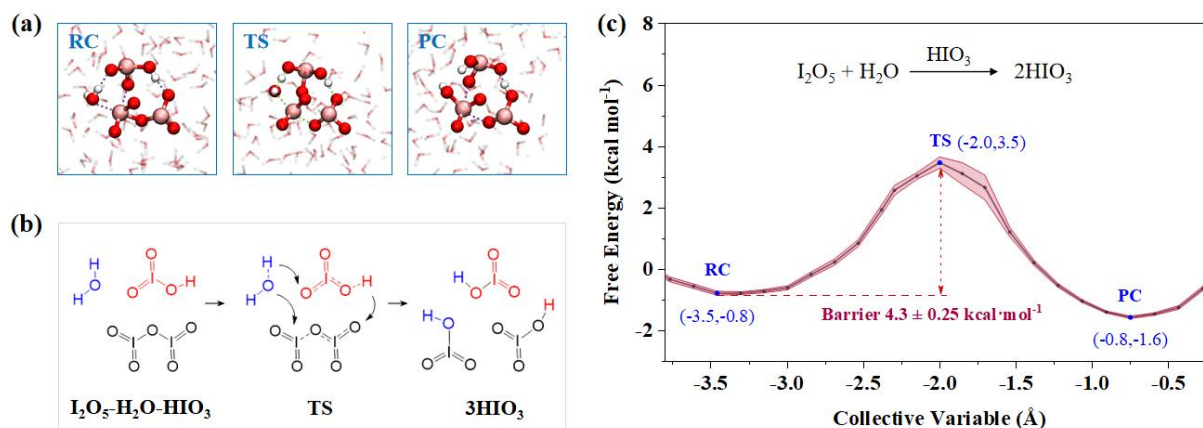 (a)
RC
TS
PC
(b)
H
O
H
O
I
O
H
O
O
O
O
I
I
O
O
H
O
H
O
I
O
H
O
O
O
O
I
I
O
O
H
O
I
O
O
H
O
I
O
O
H
O
I
O
O
I₂O₅-H₂O-HIO₃
TS
3HIO₃
(c)
Free Energy (kcal mol⁻¹)
8
6
4
2
0
-2
I₂O₅ + H₂O
HIO₃
2HIO₃
TS (-2.0,3.5)
RC
(-3.5,-0.8)
Barrier 4.3 ± 0.25 kcal·mol⁻¹
PC
(-0.8,-1.6)
-3.5
-3.0
-2.5
-2.0
-1.5
-1.0
-0.5
Collective Variable (Å)